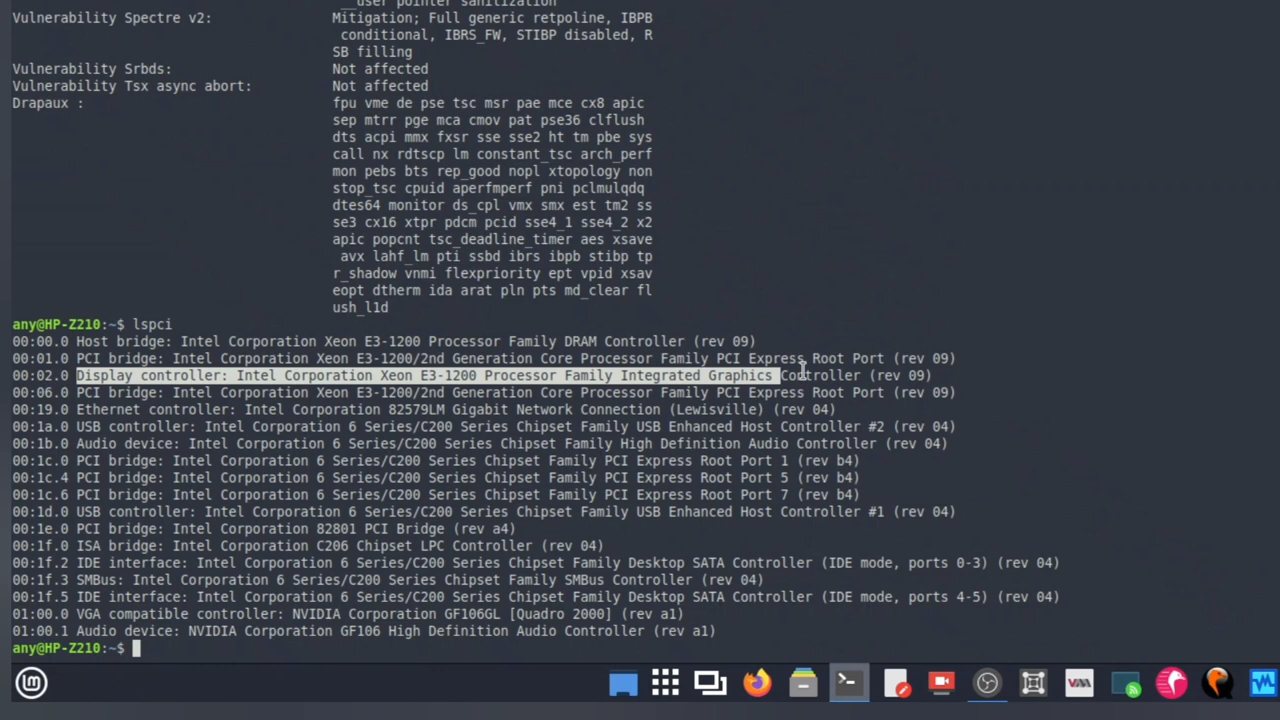 __user pointer sanitization
Vulnerability Spectre v2: Mitigation; Full generic retpoline, IBPB
conditional, IBRS_FW, STIBP disabled, R
SB filling
Vulnerability Srbds: Not affected
Vulnerability Tsx async abort: Not affected
Drapaux : fpu vme de pse tsc msr pae mce cx8 apic
sep mtrr pge mca cmov pat pse36 clflush
dts acpi mmx fxsr sse sse2 ht tm pbe sys
call nx rdtscp lm constant_tsc arch_perf
mon pebs bts rep_good nopl xtopology non
stop_tsc cpuid aperfmperf pni pclmulqdq
dtes64 monitor ds_cpl vmx smx est tm2 ss
se3 cx16 xtpr pdcm pcid sse4_1 sse4_2 x2
apic popcnt tsc_deadline_timer aes xsave
avx lahf_lm pti ssbd ibrs ibpb stibp tp
r_shadow vnmi flexpriority ept vpid xsav
eopt dtherm ida arat pln pts md_clear fl
ush_l1d
any@HP-Z210:~$ lspci
00:00.0 Host bridge: Intel Corporation Xeon E3-1200 Processor Family DRAM Controller (rev 09)
00:01.0 PCI bridge: Intel Corporation Xeon E3-1200/2nd Generation Core Processor Family PCI Express Root Port (rev 09)
00:02.0 Display controller: Intel Corporation Xeon E3-1200 Processor Family Integrated Graphics Controller (rev 09)
00:06.0 PCI bridge: Intel Corporation Xeon E3-1200/2nd Generation Core Processor Family PCI Express Root Port (rev 09)
00:19.0 Ethernet controller: Intel Corporation 82579LM Gigabit Network Connection (Lewisville) (rev 04)
00:1a.0 USB controller: Intel Corporation 6 Series/C200 Series Chipset Family USB Enhanced Host Controller #2 (rev 04)
00:1b.0 Audio device: Intel Corporation 6 Series/C200 Series Chipset Family High Definition Audio Controller (rev 04)
00:1c.0 PCI bridge: Intel Corporation 6 Series/C200 Series Chipset Family PCI Express Root Port 1 (rev b4)
00:1c.4 PCI bridge: Intel Corporation 6 Series/C200 Series Chipset Family PCI Express Root Port 5 (rev b4)
00:1c.6 PCI bridge: Intel Corporation 6 Series/C200 Series Chipset Family PCI Express Root Port 7 (rev b4)
00:1d.0 USB controller: Intel Corporation 6 Series/C200 Series Chipset Family USB Enhanced Host Controller #1 (rev 04)
00:1e.0 PCI bridge: Intel Corporation 82801 PCI Bridge (rev a4)
00:1f.0 ISA bridge: Intel Corporation C206 Chipset LPC Controller (rev 04)
00:1f.2 IDE interface: Intel Corporation 6 Series/C200 Series Chipset Family Desktop SATA Controller (IDE mode, ports 0-3) (rev 04)
00:1f.3 SMBus: Intel Corporation 6 Series/C200 Series Chipset Family SMBus Controller (rev 04)
00:1f.5 IDE interface: Intel Corporation 6 Series/C200 Series Chipset Family Desktop SATA Controller (IDE mode, ports 4-5) (rev 04)
01:00.0 VGA compatible controller: NVIDIA Corporation GF106GL [Quadro 2000] (rev a1)
01:00.1 Audio device: NVIDIA Corporation GF106 High Definition Audio Controller (rev a1)
any@HP-Z210:~$